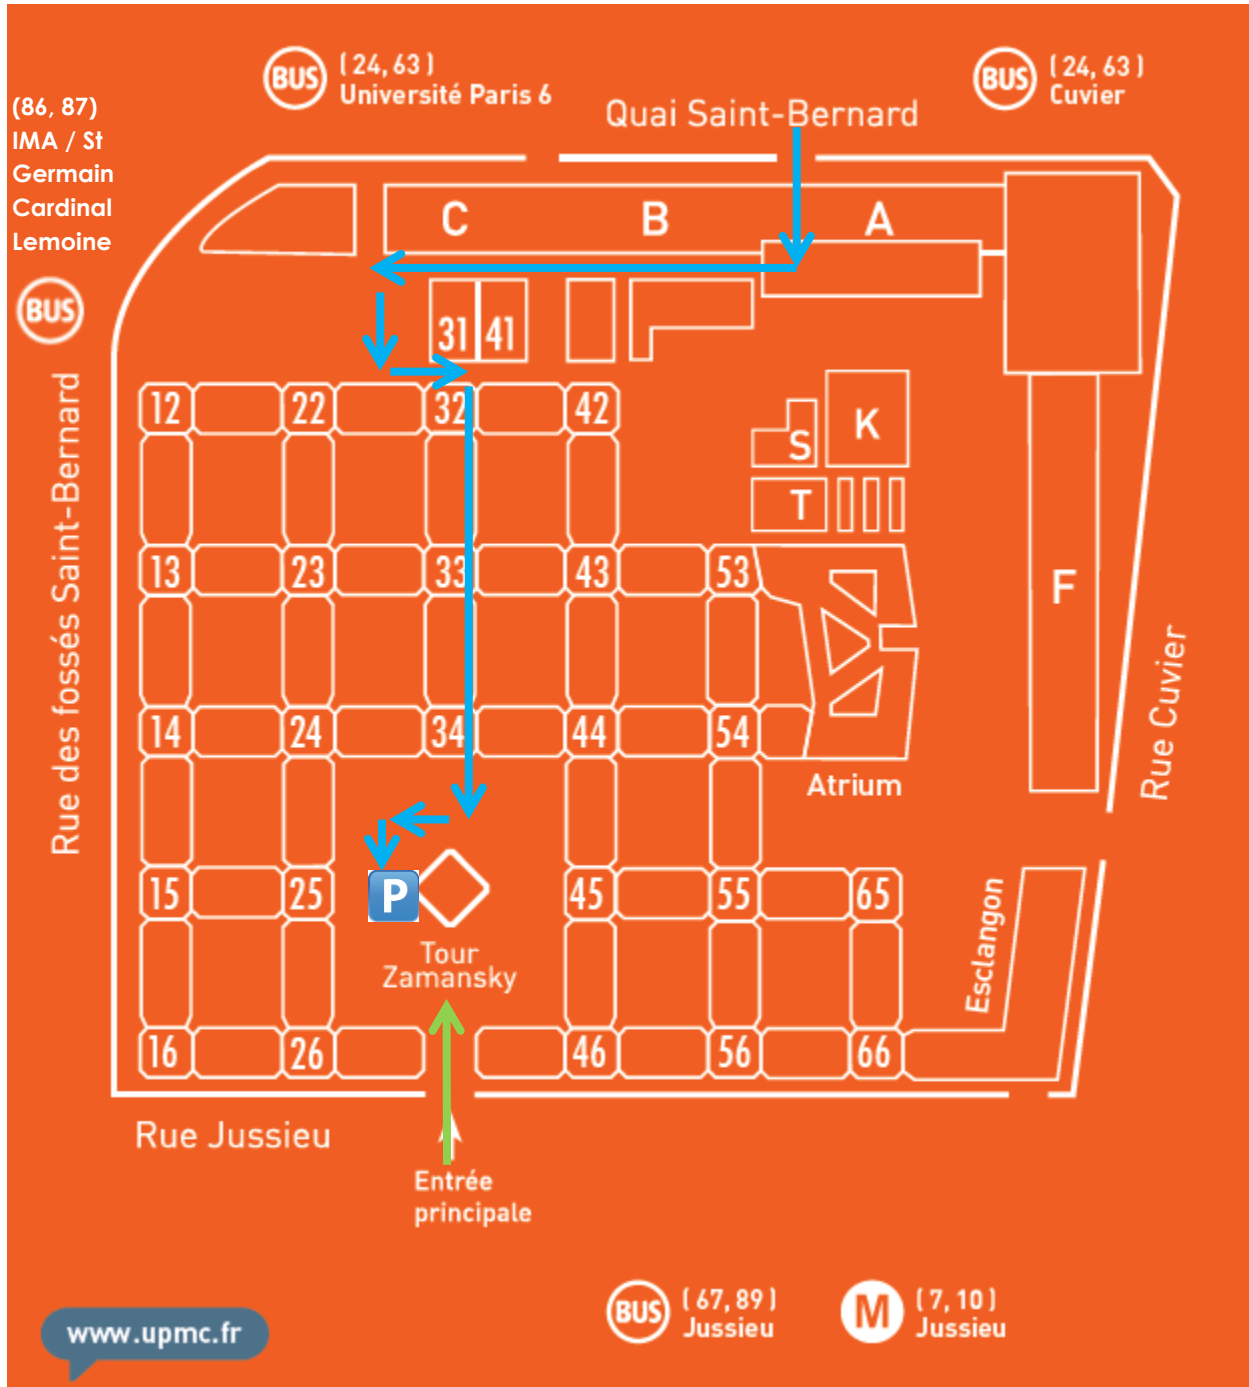 BUS
( 24, 63 )
Université Paris 6
BUS
( 24, 63 )
Cuvier
(86, 87)
IMA / St
Germain
Cardinal
Lemoine
BUS
Quai Saint-Bernard
C
B
A
31
41
12
22
32
42
S
K
T
13
23
33
43
53
F
Rue des fossés Saint-Bernard
Rue Cuvier
14
24
34
44
54
Atrium
15
25
P
45
55
65
Tour
Zamansky
Esclangon
16
26
46
56
66
Rue Jussieu
Entrée
principale
BUS
( 67, 89 )
Jussieu
M
( 7, 10 )
Jussieu
www.upmc.fr